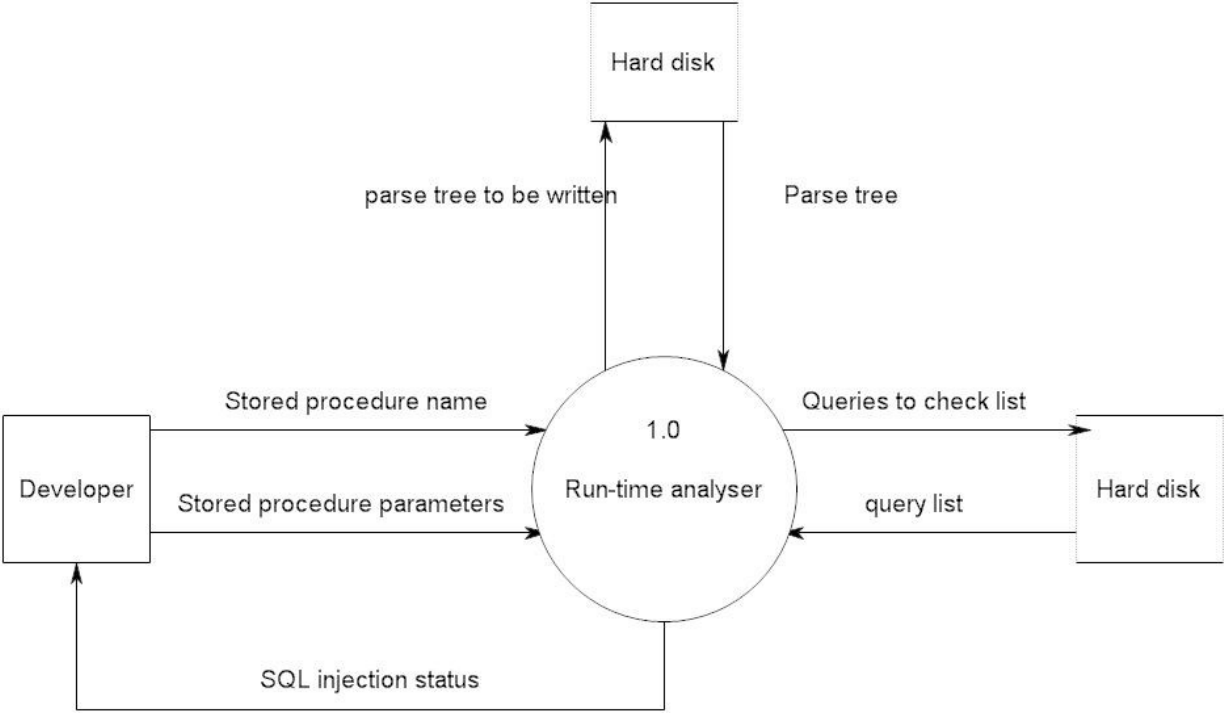 Hard disk
parse tree to be written
Parse tree
Stored procedure name
Queries to check list
1.0
Developer
Run-time analyser
Hard disk
Stored procedure parameters
query list
SQL injection status